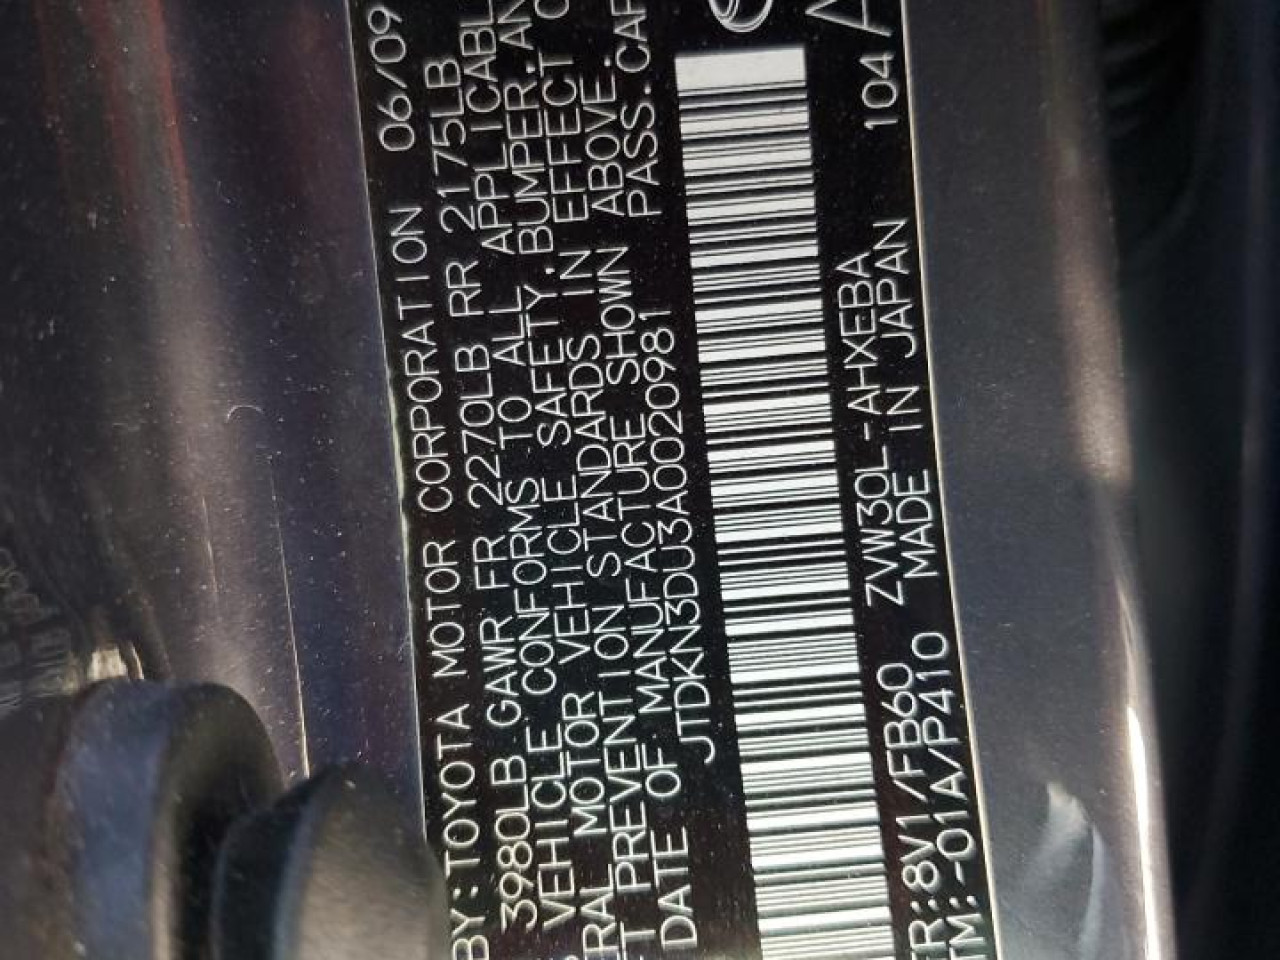 BY:TOYOTA MOTOR CORPORATION 06/09
3980LB GAWR FR 2270LB RR 2175LB
VEHICLE CONFORMS TO ALL APPLICABL
RAL MOTOR VEHICLE SAFETY. BUMPER. AN
T PREVENTION STANDARDS IN EFFECT O
DATE OF MANUFACTURE SHOWN ABOVE.
JTDKN3DU3A0020981 PASS. CAR
TR:8V1/FB60 ZVW30L-AHXEBA 104 A
TM:-01A/P410 MADE IN JAPAN